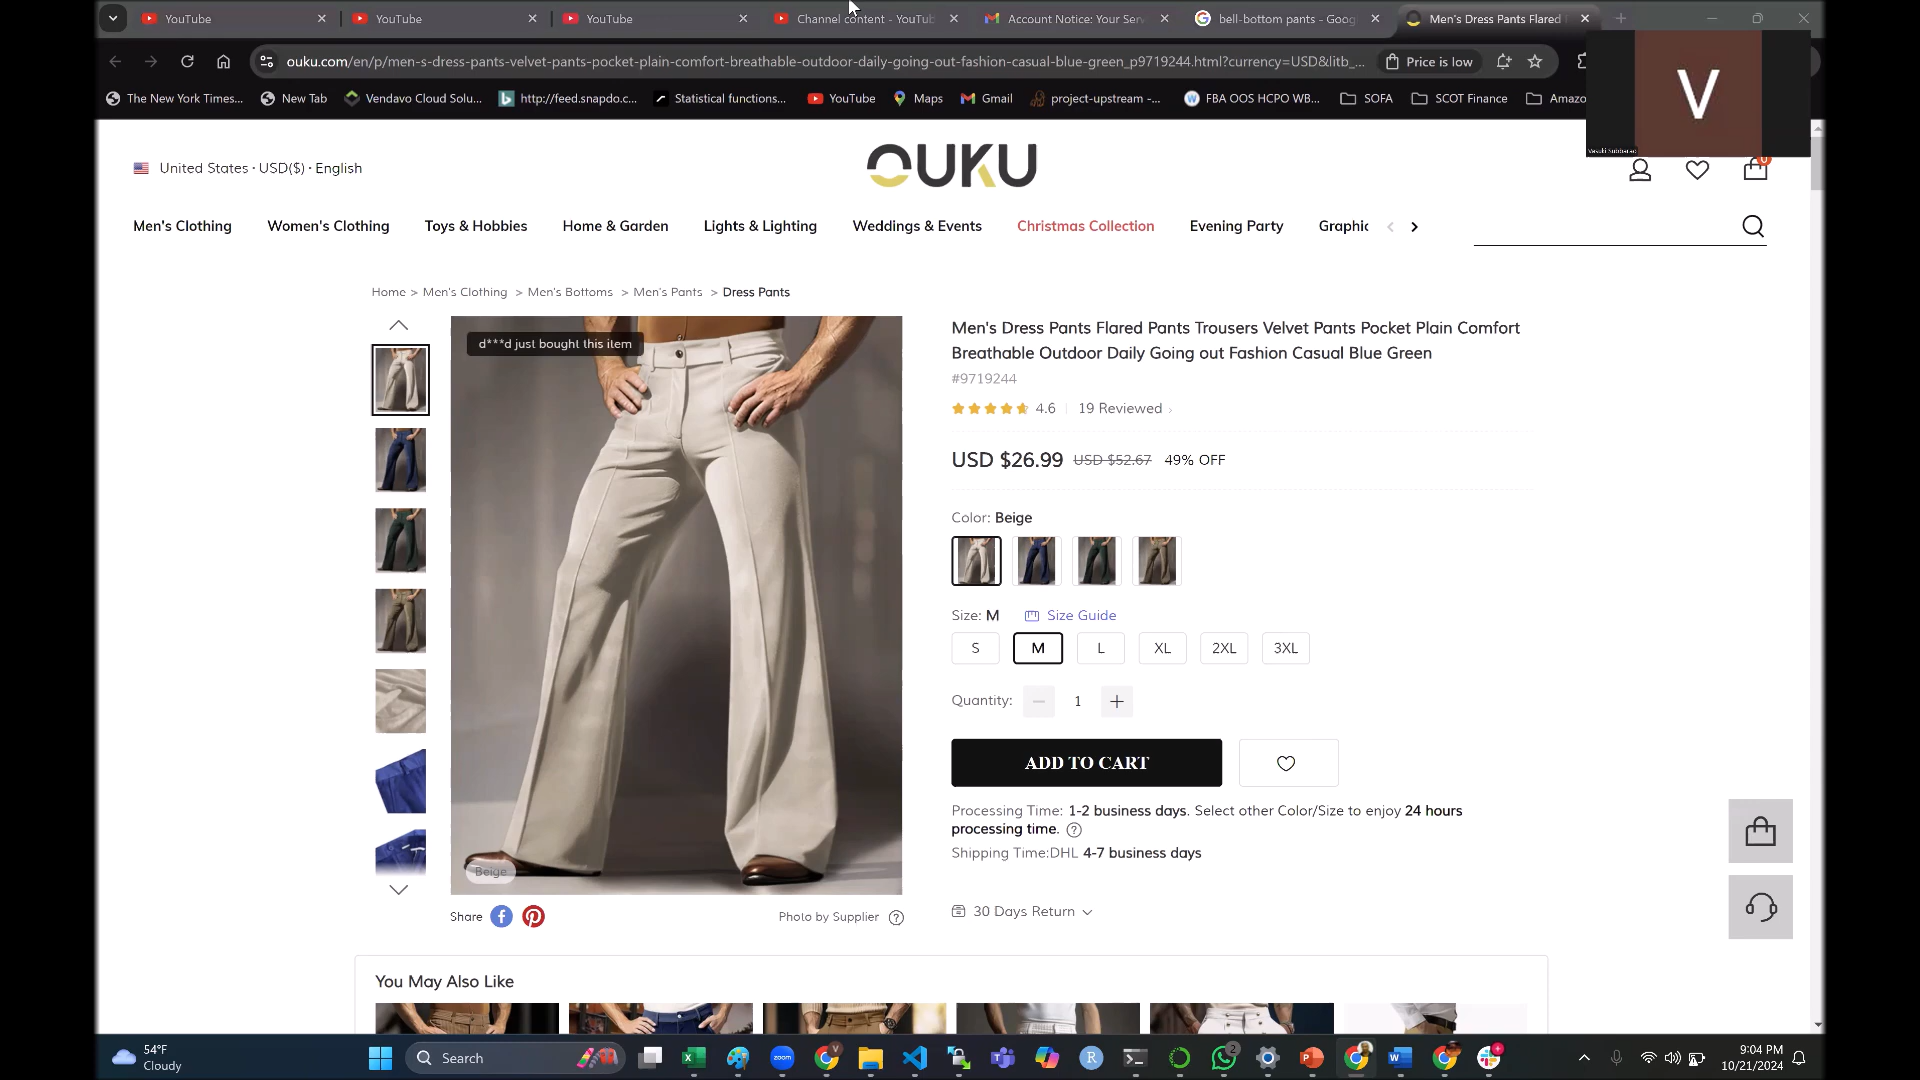 YouTube
YouTube
YouTube
Channel content - YouTub
Account Notice: Your Serv
bell-bottom pants - Goog
Men's Dress Pants Flared
ouku.com/en/p/men-s-dress-pants-velvet-pants-pocket-plain-comfort-breathable-outdoor-daily-going-out-fashion-casual-blue-green_p9719244.html?currency=USD&litb_...
Price is low
The New York Times...
New Tab
Vendavo Cloud Solu...
http://feed.snapdo.c...
Statistical functions...
YouTube
Maps
Gmail
project-upstream -...
FBA OOS HCPO WB...
SOFA
SCOT Finance
Amazo
V
Vasuki Subbarao
United States · USD($) · English
OUKU
0
Men's Clothing
Women's Clothing
Toys & Hobbies
Home & Garden
Lights & Lighting
Weddings & Events
Christmas Collection
Evening Party
Graphic
Home > Men's Clothing > Men's Bottoms > Men's Pants > Dress Pants
d***d just bought this item
Beige
Share
Photo by Supplier
Men's Dress Pants Flared Pants Trousers Velvet Pants Pocket Plain Comfort
Breathable Outdoor Daily Going out Fashion Casual Blue Green
#9719244
4.6 | 19 Reviewed
USD $26.99 USD $52.67 49% OFF
Color: Beige
Size: M Size Guide
S M L XL 2XL 3XL
Quantity: 1
ADD TO CART
Processing Time: 1-2 business days. Select other Color/Size to enjoy 24 hours
processing time.
Shipping Time:DHL 4-7 business days
30 Days Return
You May Also Like
54°F
Cloudy
Search
zoom
2
9:04 PM
10/21/2024